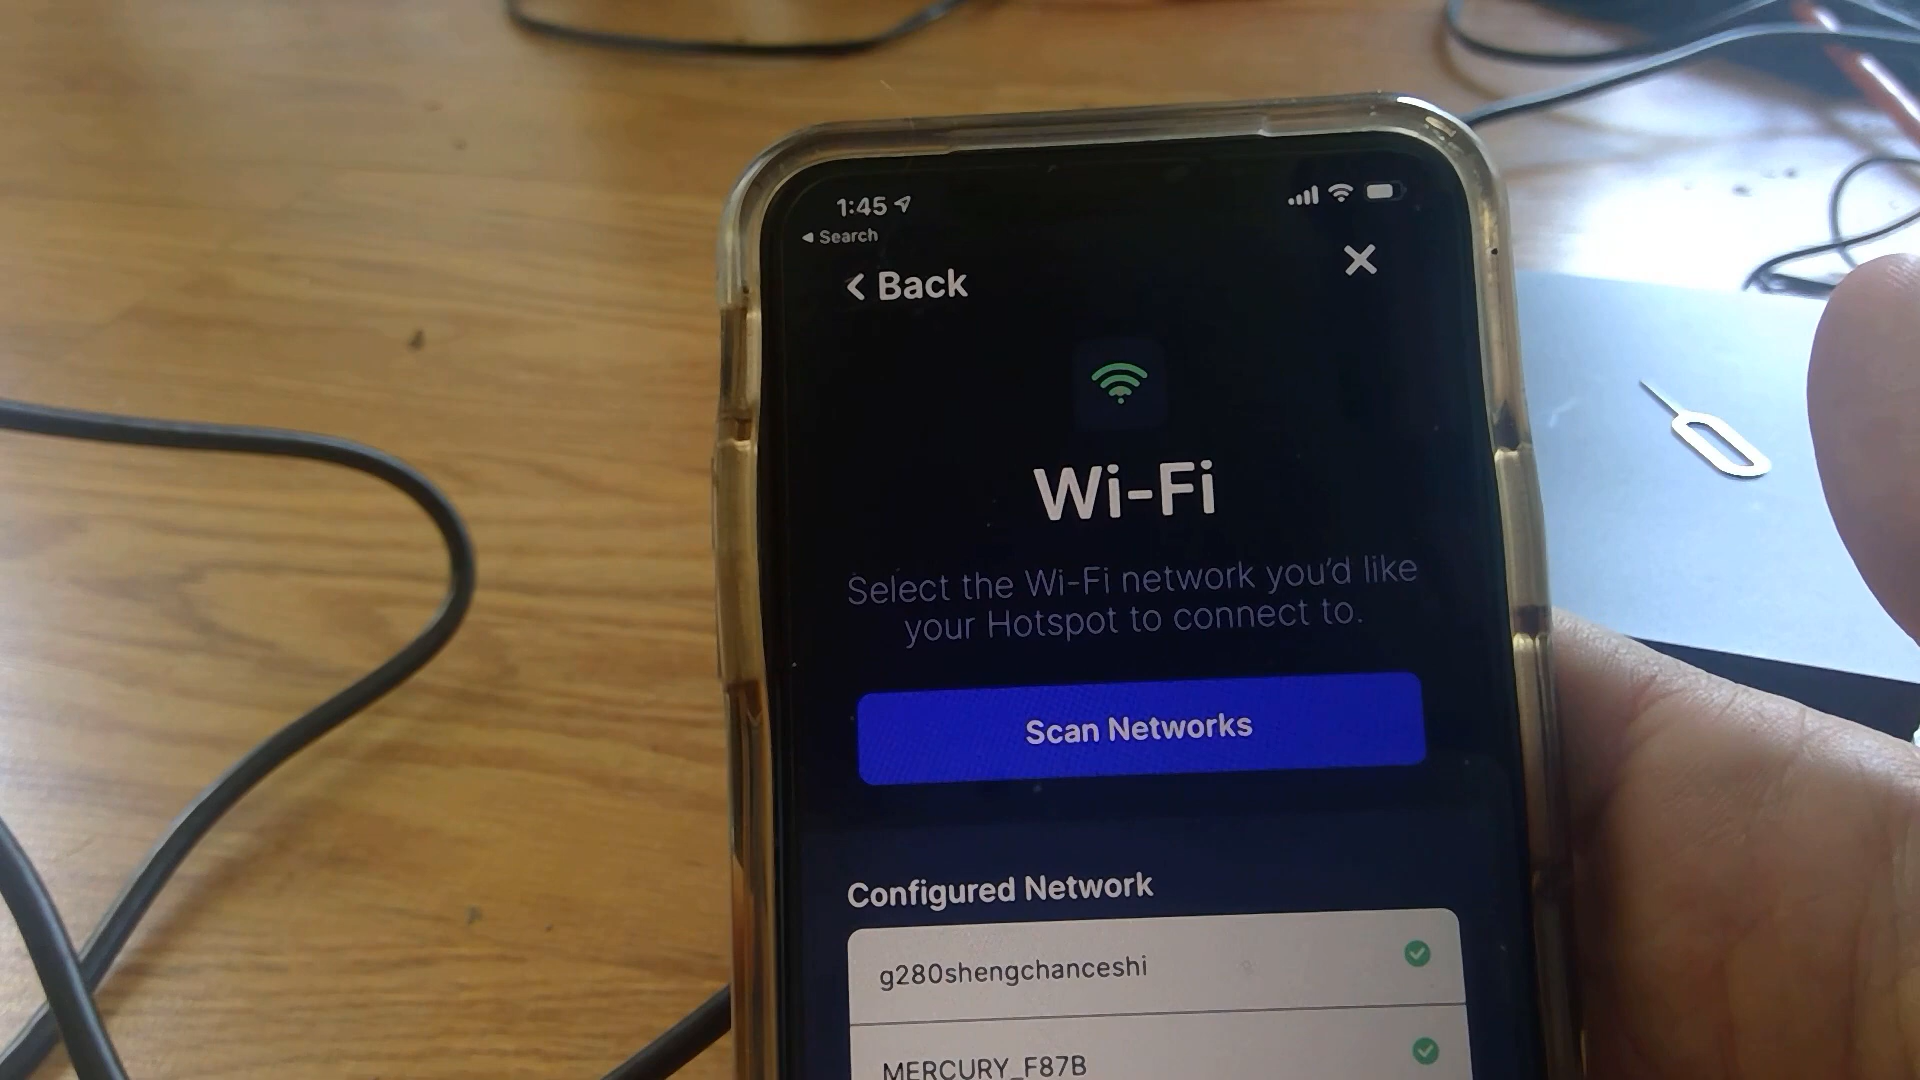 1:45
Search
Back
Wi-Fi
Select the Wi-Fi network you'd like
your Hotspot to connect to.
Scan Networks
Configured Network
g280shengchanceshi
MERCURY_F87B